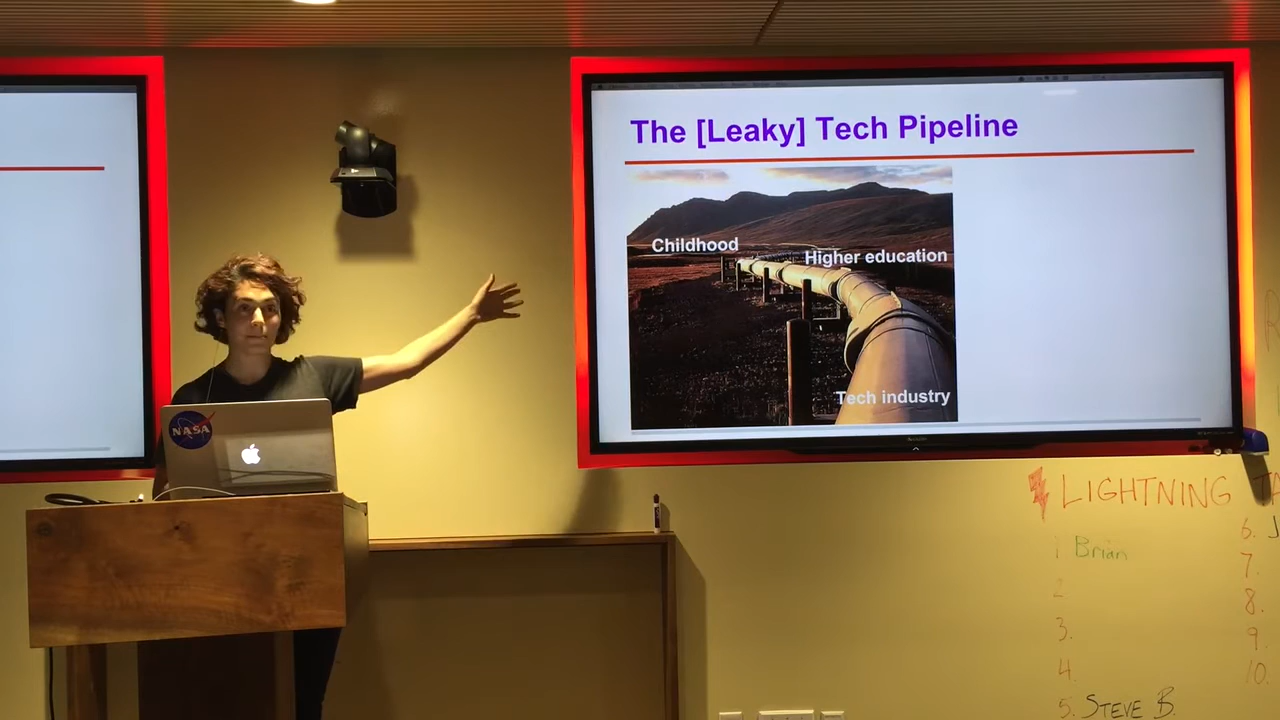 The [Leaky] Tech Pipeline
Childhood
Higher education
Tech industry
NASA
LIGHTNING
1 Brian
2
3.
4.
5. STEVE B.
6. J
7.
8.
9.
10.